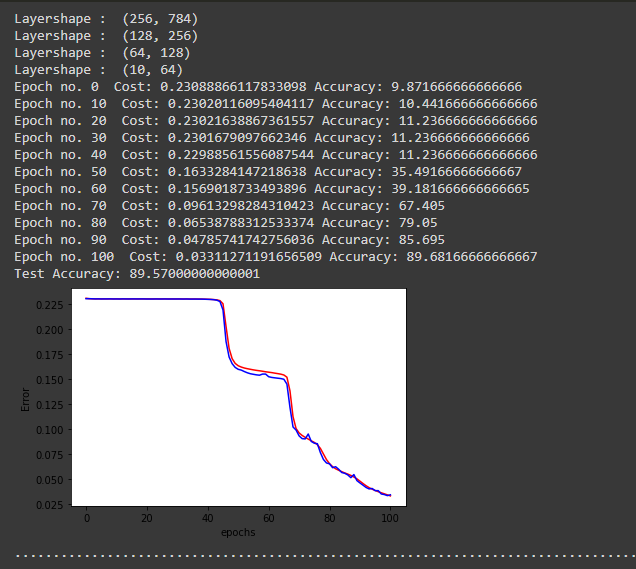 Layershape :  (256, 784)
Layershape :  (128, 256)
Layershape :  (64, 128)
Layershape :  (10, 64)
Epoch no. 0  Cost: 0.23088866117833098 Accuracy: 9.871666666666666
Epoch no. 10  Cost: 0.23020116095404117 Accuracy: 10.441666666666666
Epoch no. 20  Cost: 0.23021638867361557 Accuracy: 11.236666666666666
Epoch no. 30  Cost: 0.2301679097662346 Accuracy: 11.236666666666666
Epoch no. 40  Cost: 0.22988561556087544 Accuracy: 11.236666666666666
Epoch no. 50  Cost: 0.1633284147218638 Accuracy: 35.49166666666667
Epoch no. 60  Cost: 0.1569018733493896 Accuracy: 39.181666666666665
Epoch no. 70  Cost: 0.09613298284310423 Accuracy: 67.405
Epoch no. 80  Cost: 0.06538788312533374 Accuracy: 79.05
Epoch no. 90  Cost: 0.04785741742756036 Accuracy: 85.695
Epoch no. 100  Cost: 0.03311271191656509 Accuracy: 89.68166666666667
Test Accuracy: 89.57000000000001
0.225
0.200
0.175
0.150
0.125
0.100
0.075
0.050
0.025
Error
0 20 40 60 80 100
epochs